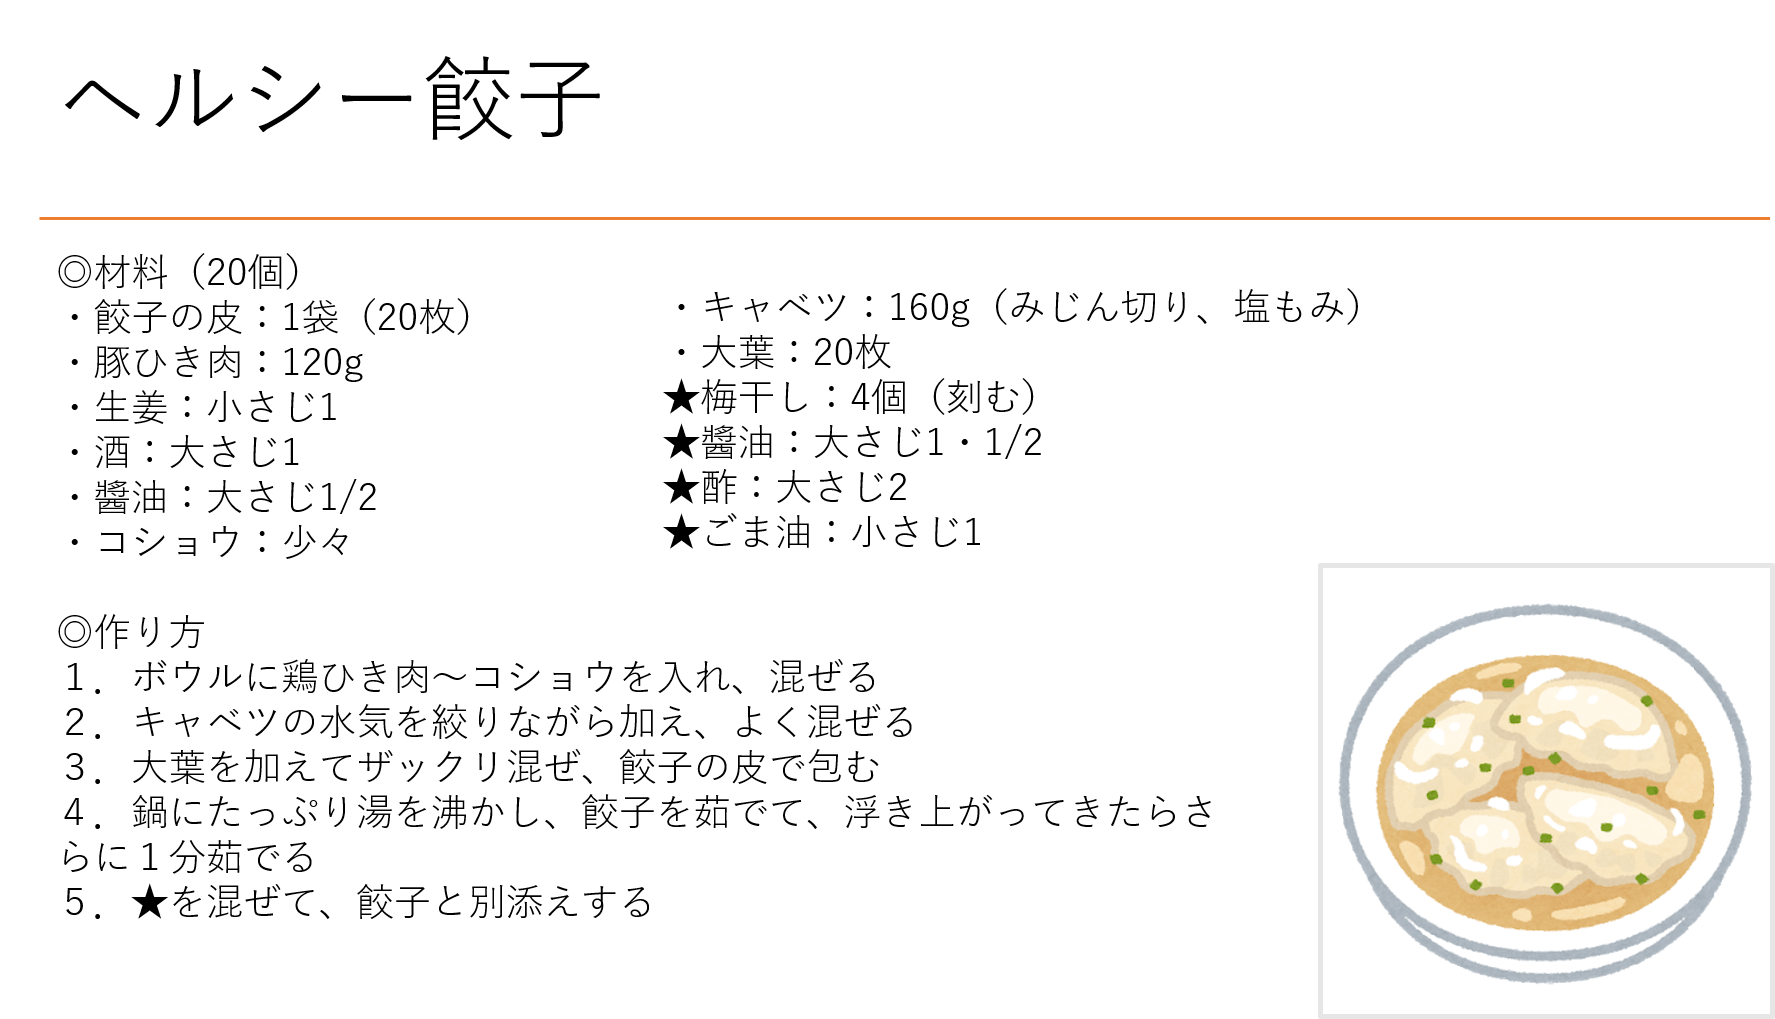 ヘルシー餃子
◎材料（20個）
・餃子の皮：1袋（20枚）
・豚ひき肉：120g
・生姜：小さじ1
・酒：大さじ1
・醬油：大さじ1/2
・コショウ：少々
・キャベツ：160g（みじん切り、塩もみ）
・大葉：20枚
★梅干し：4個（刻む）
★醬油：大さじ1・1/2
★酢：大さじ2
★ごま油：小さじ1
◎作り方
１．ボウルに鶏ひき肉～コショウを入れ、混ぜる
２．キャベツの水気を絞りながら加え、よく混ぜる
３．大葉を加えてザックリ混ぜ、餃子の皮で包む
４．鍋にたっぷり湯を沸かし、餃子を茹でて、浮き上がってきたらさ
らに１分茹でる
５．★を混ぜて、餃子と別添えする